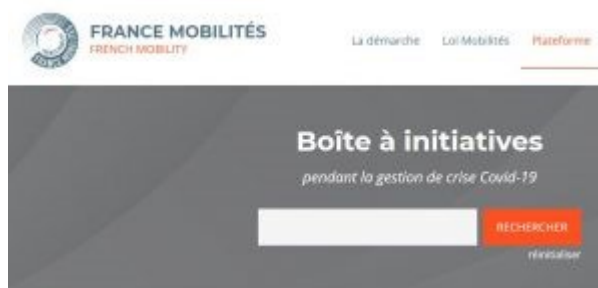 FRANCE MOBILITÉS
FRENCH MOBILITY
La démarche Loi Mobilités Plateforme
Boîte à initiatives
pendant la gestion de crise Covid-19
RECHERCHER
réinitialiser